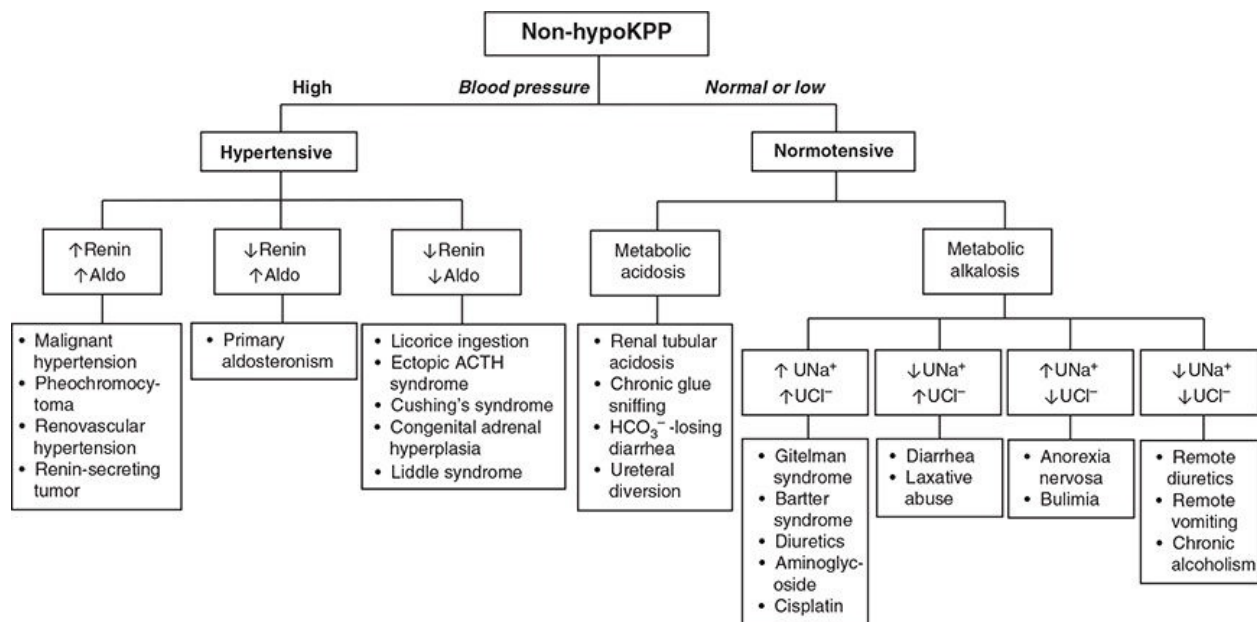 Non-hypoKPP
High
Blood pressure
Normal or low
Hypertensive
Normotensive
↑Renin
↑Aldo
↓Renin
↑Aldo
↓Renin
↓Aldo
Metabolic
acidosis
Metabolic
alkalosis
• Malignant
hypertension
• Pheochromocy-
toma
• Renovascular
hypertension
• Renin-secreting
tumor
• Primary
aldosteronism
• Licorice ingestion
• Ectopic ACTH
syndrome
• Cushing's syndrome
• Congenital adrenal
hyperplasia
• Liddle syndrome
• Renal tubular
acidosis
• Chronic glue
sniffing
• HCO₃⁻ -losing
diarrhea
• Ureteral
diversion
↑ UNa⁺
↑UCl⁻
↓UNa⁺
↑UCl⁻
↑UNa⁺
↓UCl⁻
↓UNa⁺
↓UCl⁻
• Gitelman
syndrome
• Bartter
syndrome
• Diuretics
• Aminoglyc-
oside
• Cisplatin
• Diarrhea
• Laxative
abuse
• Anorexia
nervosa
• Bulimia
• Remote
diuretics
• Remote
vomiting
• Chronic
alcoholism